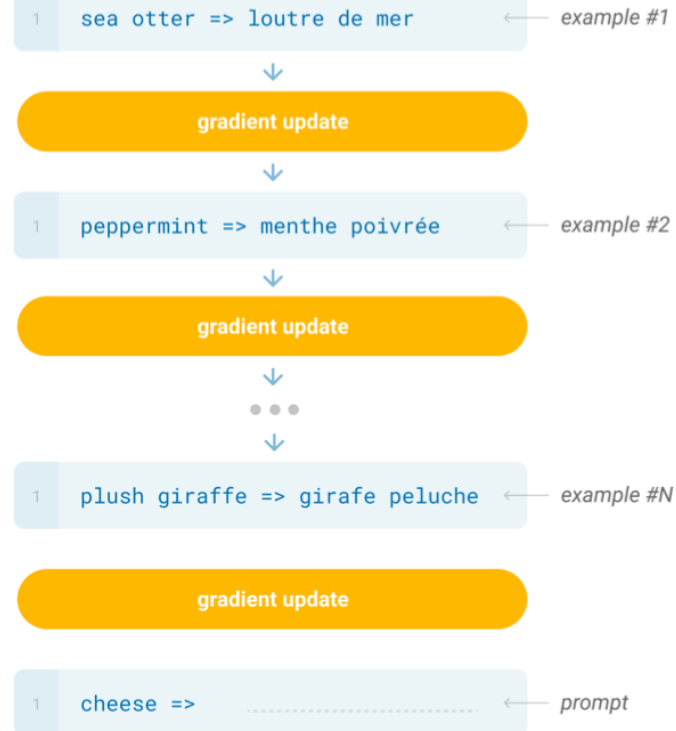 1 sea otter => loutre de mer example #1
gradient update
1 peppermint => menthe poivrée example #2
gradient update
1 plush giraffe => girafe peluche example #N
gradient update
1 cheese => prompt